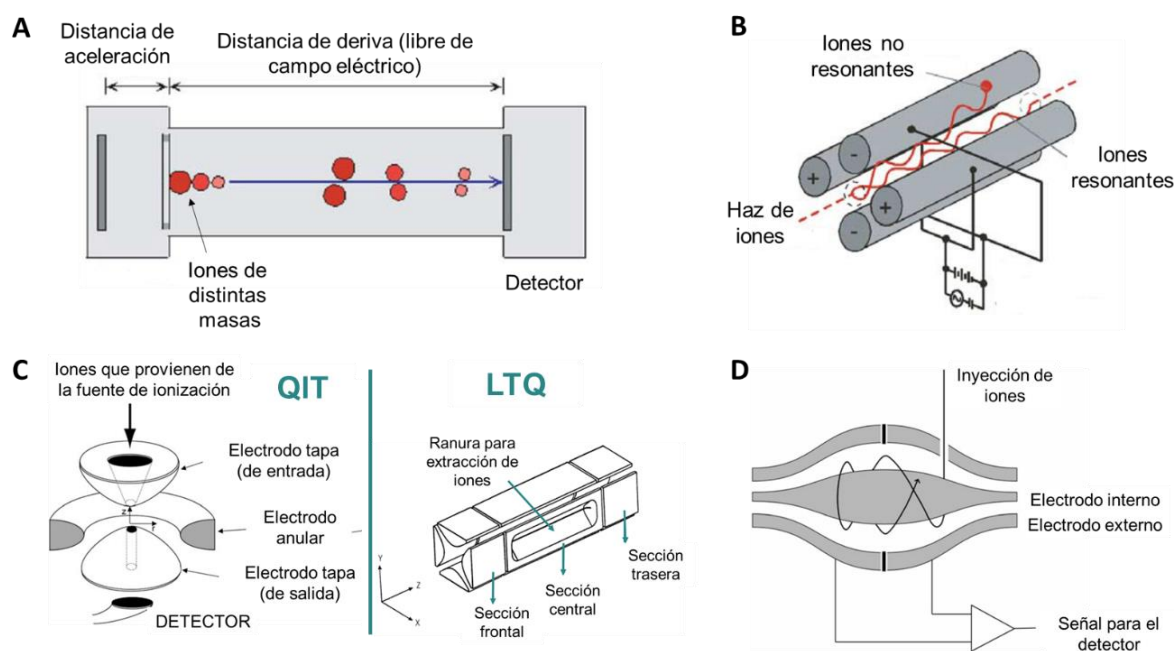 A
Distancia de
aceleración
Distancia de deriva (libre de
campo eléctrico)
Iones de
distintas
masas
Detector
B
Iones no
resonantes
Iones
resonantes
Haz de
iones
+
-
+
-
C
Iones que provienen de
la fuente de ionización
QIT
Electrodo tapa
(de entrada)
z
r
Electrodo
anular
Electrodo tapa
(de salida)
DETECTOR
LTQ
Ranura para
extracción de
iones
Y
Z
X
Sección
frontal
Sección
central
Sección
trasera
D
Inyección de
iones
Electrodo interno
Electrodo externo
Señal para el
detector